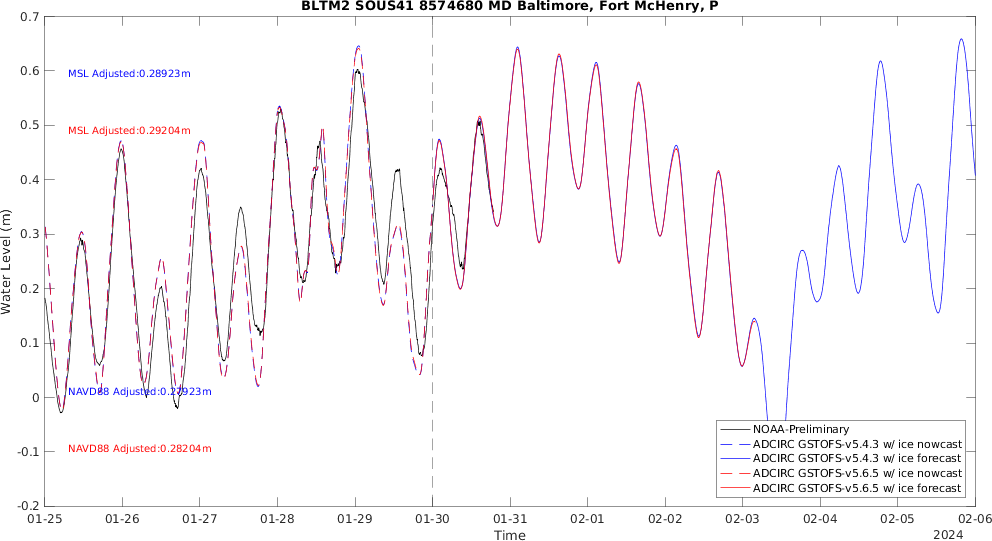 BLTM2 SOUS41 8574680 MD Baltimore, Fort McHenry, P
0.7
0.6
0.5
0.4
0.3
0.2
0.1
0
-0.1
-0.2
Water Level (m)
MSL Adjusted:0.28923m
MSL Adjusted:0.29204m
NAVD88 Adjusted:0.27923m
NAVD88 Adjusted:0.28204m
NOAA-Preliminary
ADCIRC GSTOFS-v5.4.3 w/ ice nowcast
ADCIRC GSTOFS-v5.4.3 w/ ice forecast
ADCIRC GSTOFS-v5.6.5 w/ ice nowcast
ADCIRC GSTOFS-v5.6.5 w/ ice forecast
01-25 01-26 01-27 01-28 01-29 01-30 01-31 02-01 02-02 02-03 02-04 02-05 02-06
Time
2024